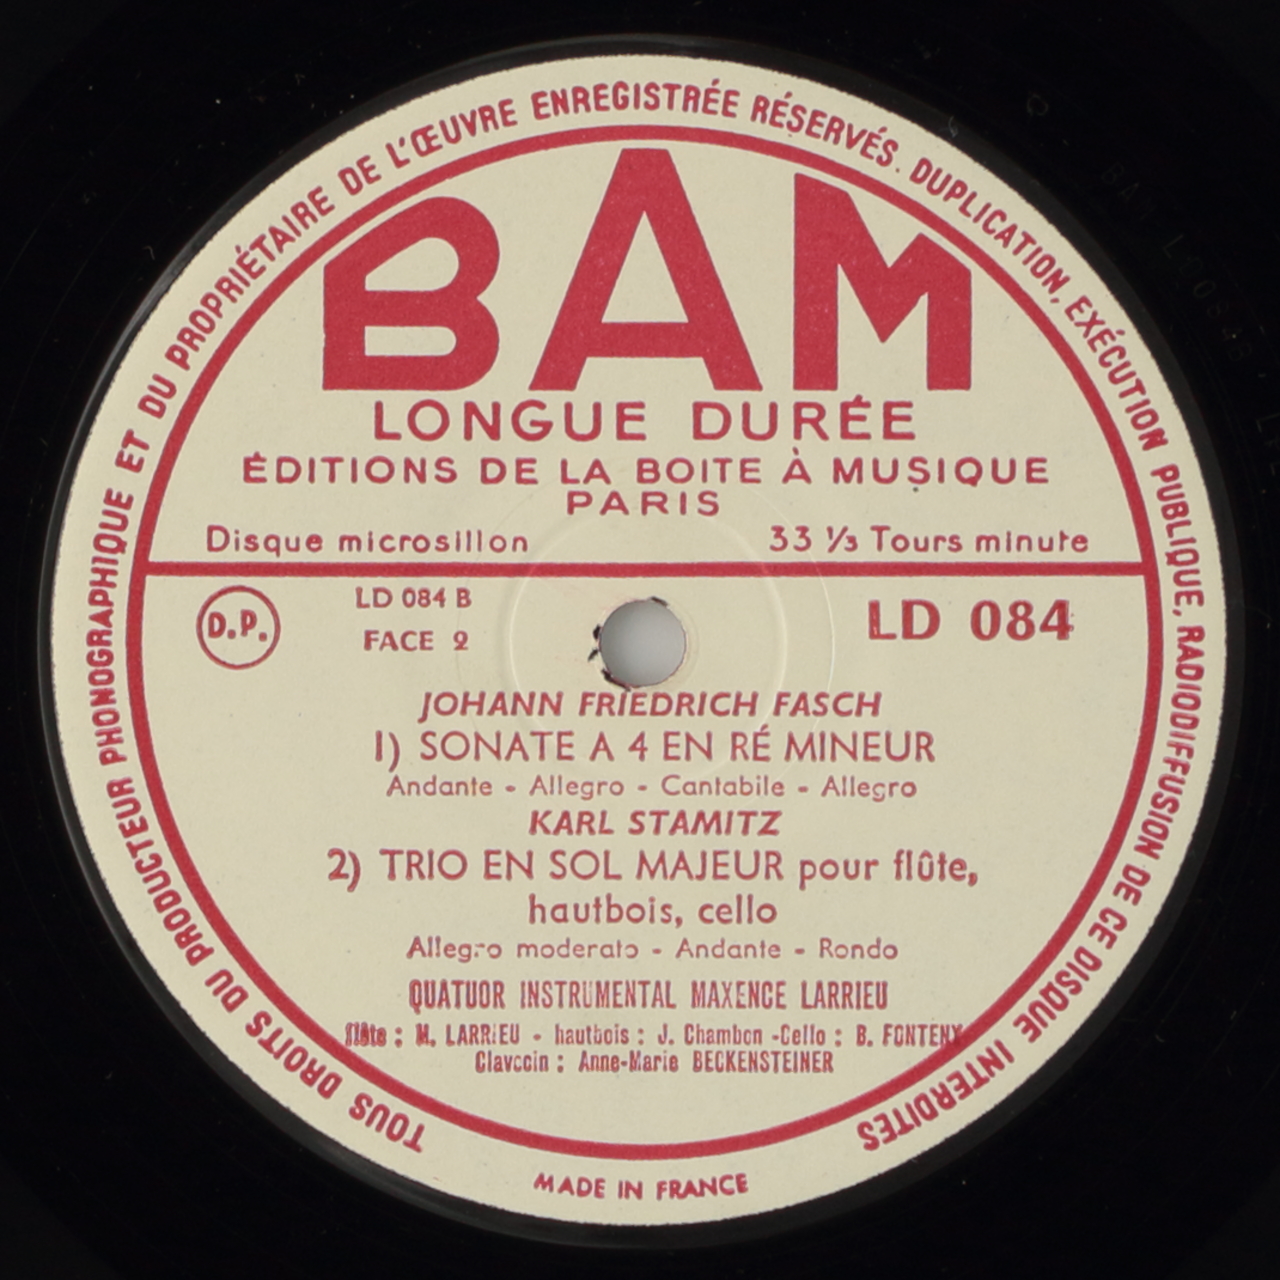 TOUS DROITS DU PRODUCTEUR PHONOGRAPHIQUE ET DU PROPRIÉTAIRE DE L'ŒUVRE ENREGISTRÉE RÉSERVÉS. DUPLICATION, EXÉCUTION PUBLIQUE, RADIODIFFUSION DE CE DISQUE INTERDITES
BAM
LONGUE DURÉE
ÉDITIONS DE LA BOITE À MUSIQUE
PARIS
Disque microsillon 33 ⅓ Tours minute
D.P. LD 084 B LD 084
FACE 2
JOHANN FRIEDRICH FASCH
1) SONATE A 4 EN RÉ MINEUR
Andante - Allegro - Cantabile - Allegro
KARL STAMITZ
2) TRIO EN SOL MAJEUR pour flûte,
hautbois, cello
Allegro moderato - Andante - Rondo
QUATUOR INSTRUMENTAL MAXENCE LARRIEU
flûte : M. LARRIEU - hautbois : J. Chambon - Cello : B. FONTENY
Clavecin : Anne-Marie BECKENSTEINER
MADE IN FRANCE